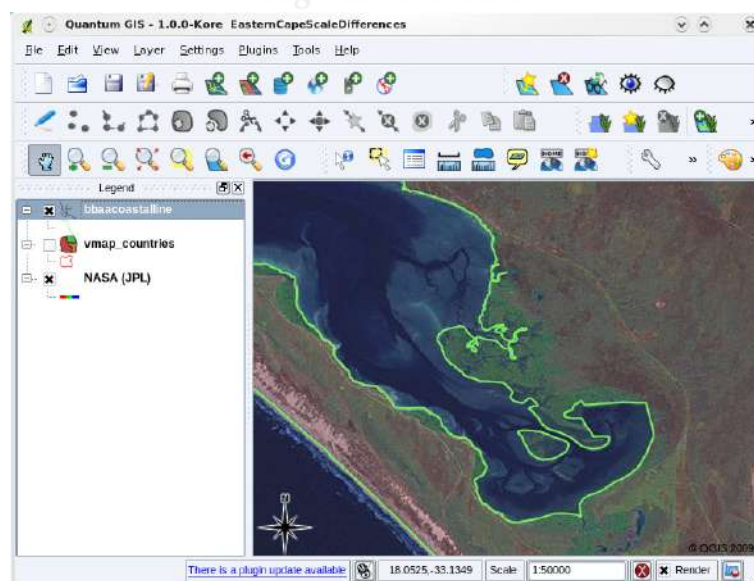 Quantum GIS - 1.0.0-Kore EasternCapeScaleDifferences
File Edit View Layer Settings Plugins Tools Help
Legend
bbaacoastalline
vmap_countries
NASA (JPL)
© QGIS 2009
There is a plugin update available 18.0525,-33.1349 Scale 1:50000 Render